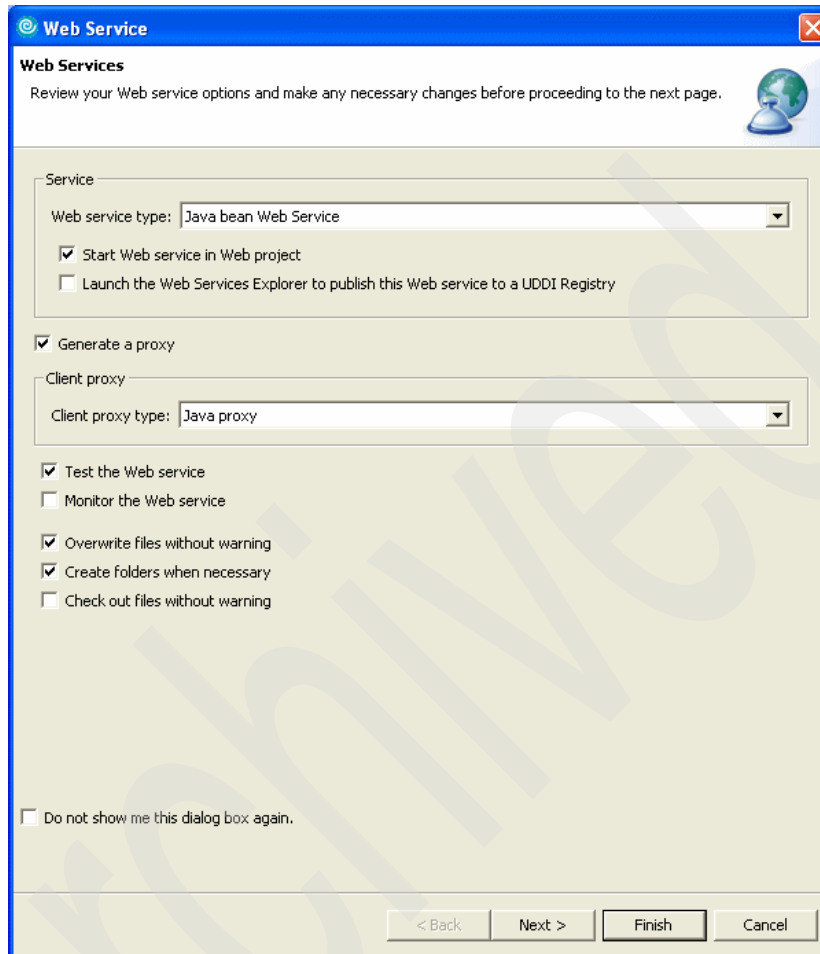 Web Service
Web Services
Review your Web service options and make any necessary changes before proceeding to the next page.
Service
Web service type: Java bean Web Service
Start Web service in Web project
Launch the Web Services Explorer to publish this Web service to a UDDI Registry
Generate a proxy
Client proxy
Client proxy type: Java proxy
Test the Web service
Monitor the Web service
Overwrite files without warning
Create folders when necessary
Check out files without warning
Do not show me this dialog box again.
< Back Next > Finish Cancel
rchived